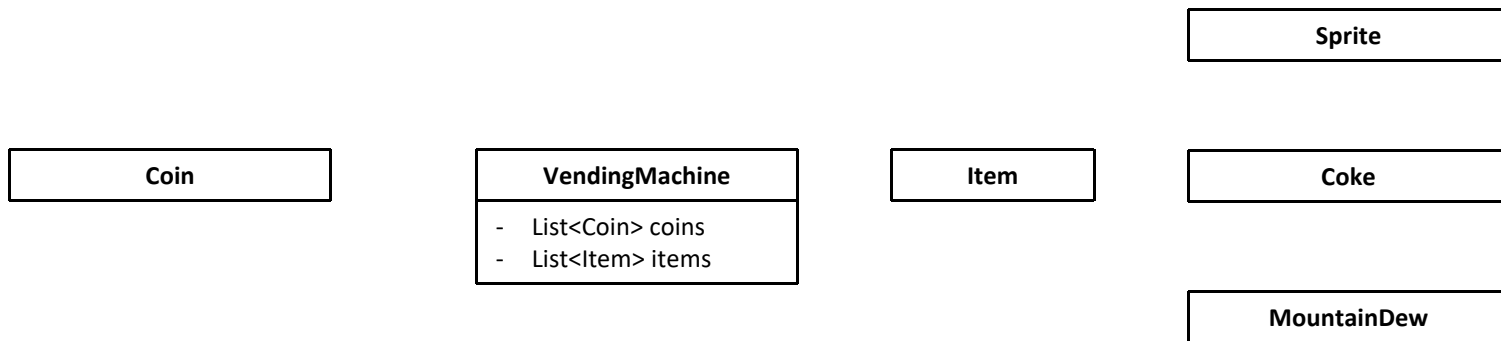 Sprite
Coin
VendingMachine
- List<Coin> coins
- List<Item> items
Item
Coke
MountainDew